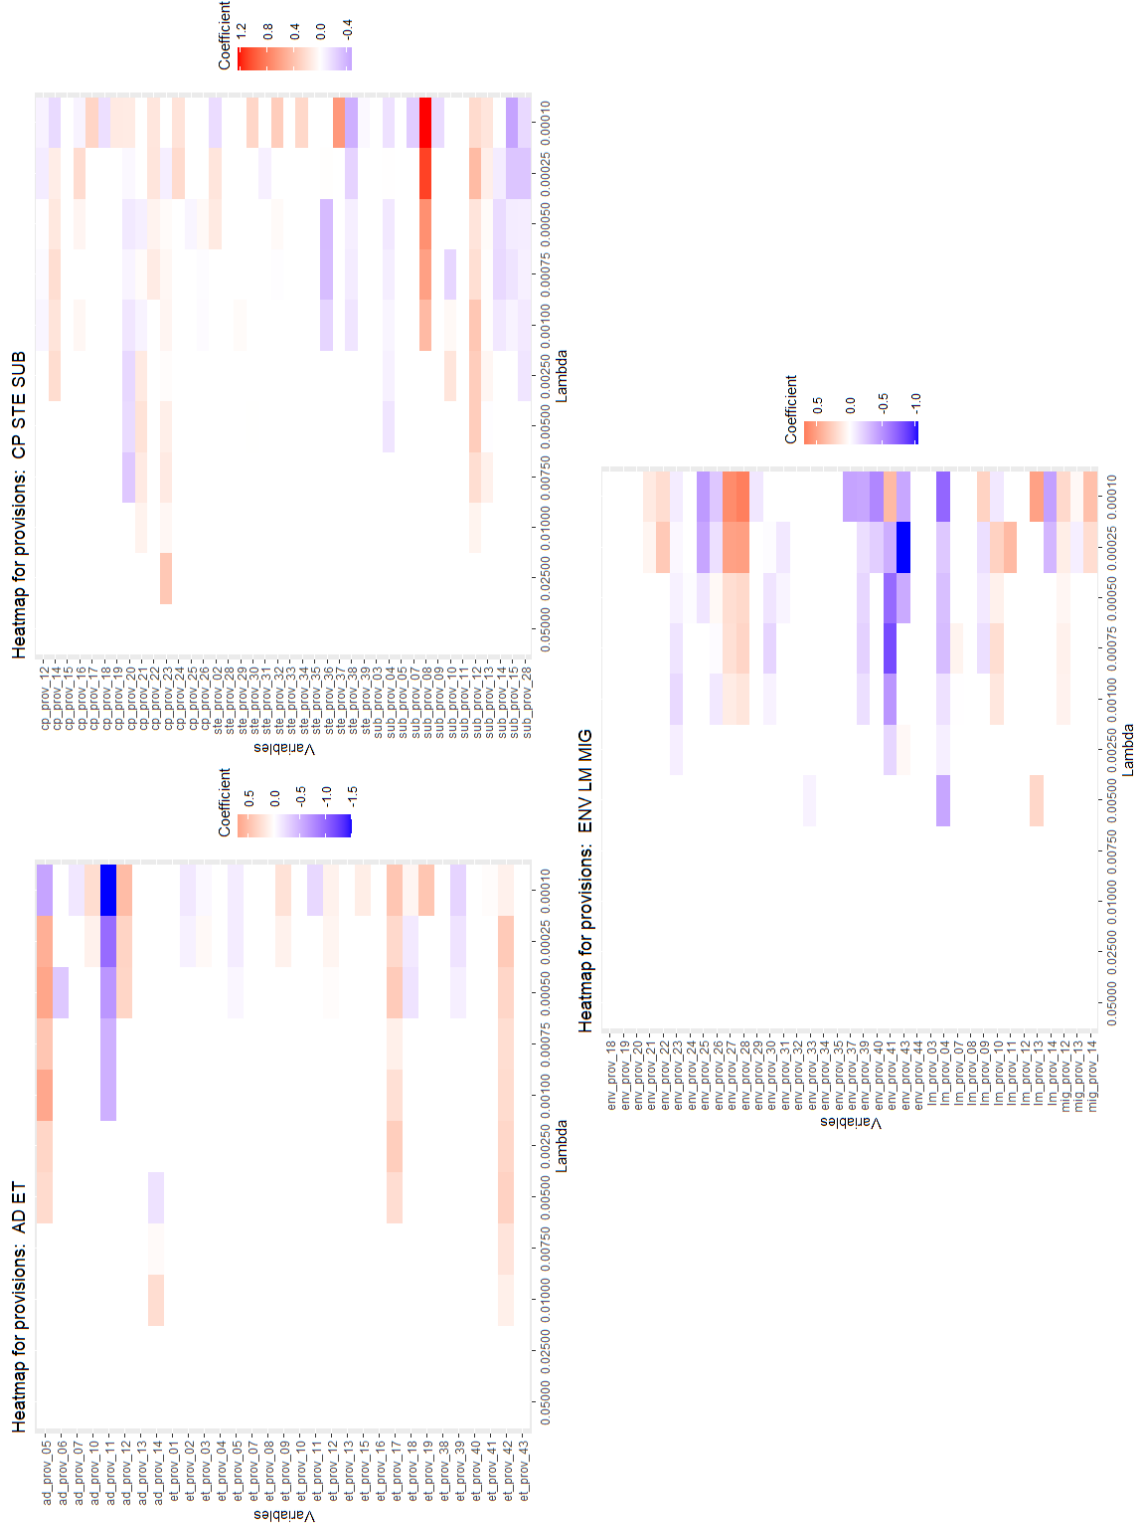 Heatmap for provisions: AD ET
Variables
ad_prov_05
ad_prov_06
ad_prov_07
ad_prov_10
ad_prov_11
ad_prov_12
ad_prov_13
ad_prov_14
et_prov_01
et_prov_02
et_prov_03
et_prov_04
et_prov_05
et_prov_07
et_prov_08
et_prov_09
et_prov_10
et_prov_11
et_prov_12
et_prov_13
et_prov_15
et_prov_16
et_prov_17
et_prov_18
et_prov_19
et_prov_38
et_prov_39
et_prov_40
et_prov_41
et_prov_42
et_prov_43
0.05000 0.02500 0.01000 0.00750 0.00500 0.00250 0.00100 0.00075 0.00050 0.00025 0.00010
Lambda
Coefficient
0.5
0.0
-0.5
-1.0
-1.5
Heatmap for provisions: CP STE SUB
Variables
cp_prov_12
cp_prov_14
cp_prov_15
cp_prov_16
cp_prov_17
cp_prov_18
cp_prov_19
cp_prov_20
cp_prov_21
cp_prov_22
cp_prov_23
cp_prov_24
cp_prov_25
cp_prov_26
ste_prov_02
ste_prov_28
ste_prov_29
ste_prov_30
ste_prov_31
ste_prov_32
ste_prov_33
ste_prov_34
ste_prov_35
ste_prov_36
ste_prov_37
ste_prov_38
ste_prov_39
sub_prov_03
sub_prov_04
sub_prov_05
sub_prov_07
sub_prov_08
sub_prov_09
sub_prov_10
sub_prov_11
sub_prov_12
sub_prov_13
sub_prov_14
sub_prov_15
sub_prov_29
0.05000 0.02500 0.01000 0.00750 0.00500 0.00250 0.00100 0.00075 0.00050 0.00025 0.00010
Lambda
Coefficient
1.2
0.8
0.4
0.0
-0.4
Heatmap for provisions: ENV LM MIG
Variables
env_prov_18
env_prov_19
env_prov_20
env_prov_21
env_prov_22
env_prov_23
env_prov_24
env_prov_25
env_prov_26
env_prov_27
env_prov_28
env_prov_29
env_prov_30
env_prov_31
env_prov_32
env_prov_33
env_prov_34
env_prov_35
env_prov_37
env_prov_39
env_prov_40
env_prov_41
env_prov_43
env_prov_44
lm_prov_03
lm_prov_04
lm_prov_07
lm_prov_08
lm_prov_09
lm_prov_10
lm_prov_11
lm_prov_12
lm_prov_13
lm_prov_14
mig_prov_12
mig_prov_13
mig_prov_14
0.05000 0.02500 0.01000 0.00750 0.00500 0.00250 0.00100 0.00075 0.00050 0.00025 0.00010
Lambda
Coefficient
0.5
0.0
-0.5
-1.0